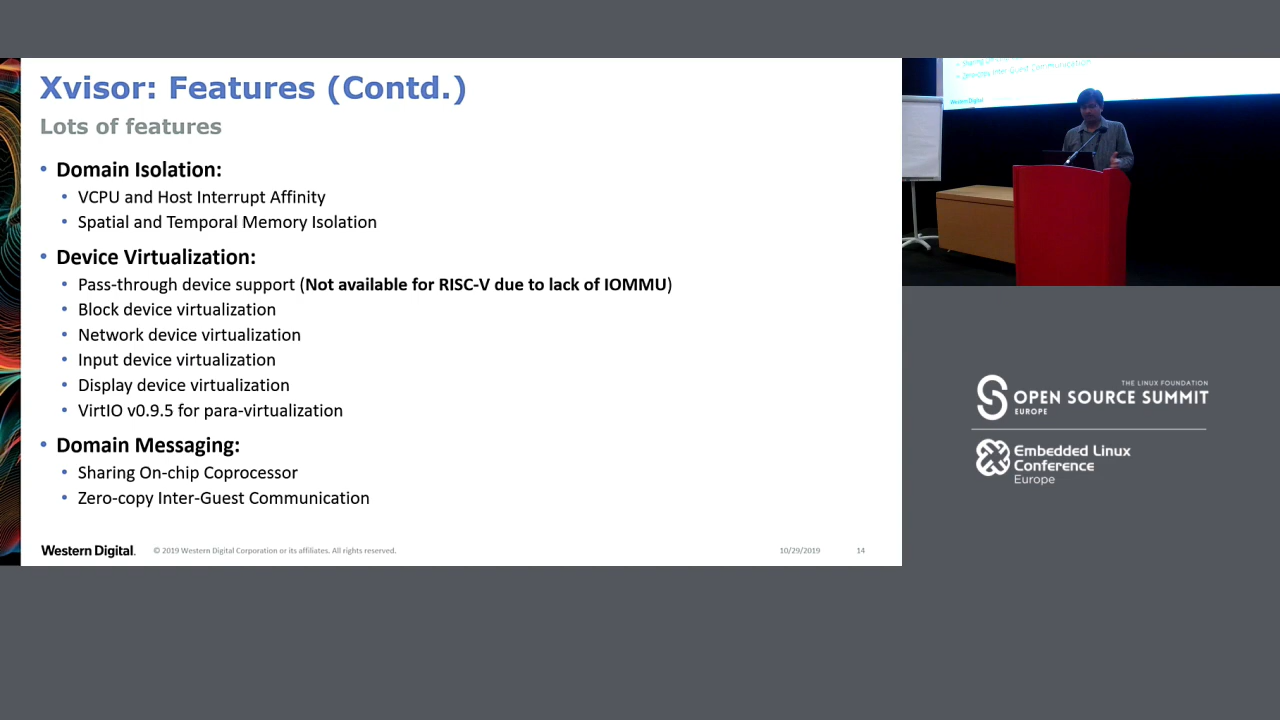 Xvisor: Features (Contd.)
Lots of features
• Domain Isolation:
• VCPU and Host Interrupt Affinity
• Spatial and Temporal Memory Isolation
• Device Virtualization:
• Pass-through device support (Not available for RISC-V due to lack of IOMMU)
• Block device virtualization
• Network device virtualization
• Input device virtualization
• Display device virtualization
• VirtIO v0.9.5 for para-virtualization
• Domain Messaging:
• Sharing On-chip Coprocessor
• Zero-copy Inter-Guest Communication
Western Digital.
© 2019 Western Digital Corporation or its affiliates. All rights reserved.
10/29/2019
14
Western Digital
THE LINUX FOUNDATION
OPEN SOURCE SUMMIT
EUROPE
Embedded Linux
Conference
Europe